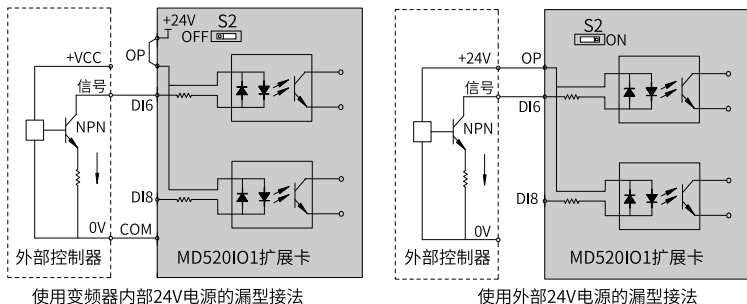 +24V
S2
OFF
+VCC
OP
信号
DI6
NPN
DI8
0V
COM
外部控制器
MD520IO1扩展卡
使用变频器内部24V电源的漏型接法
S2
ON
+24V
OP
信号
DI6
NPN
DI8
0V
外部控制器
MD520IO1扩展卡
使用外部24V电源的漏型接法